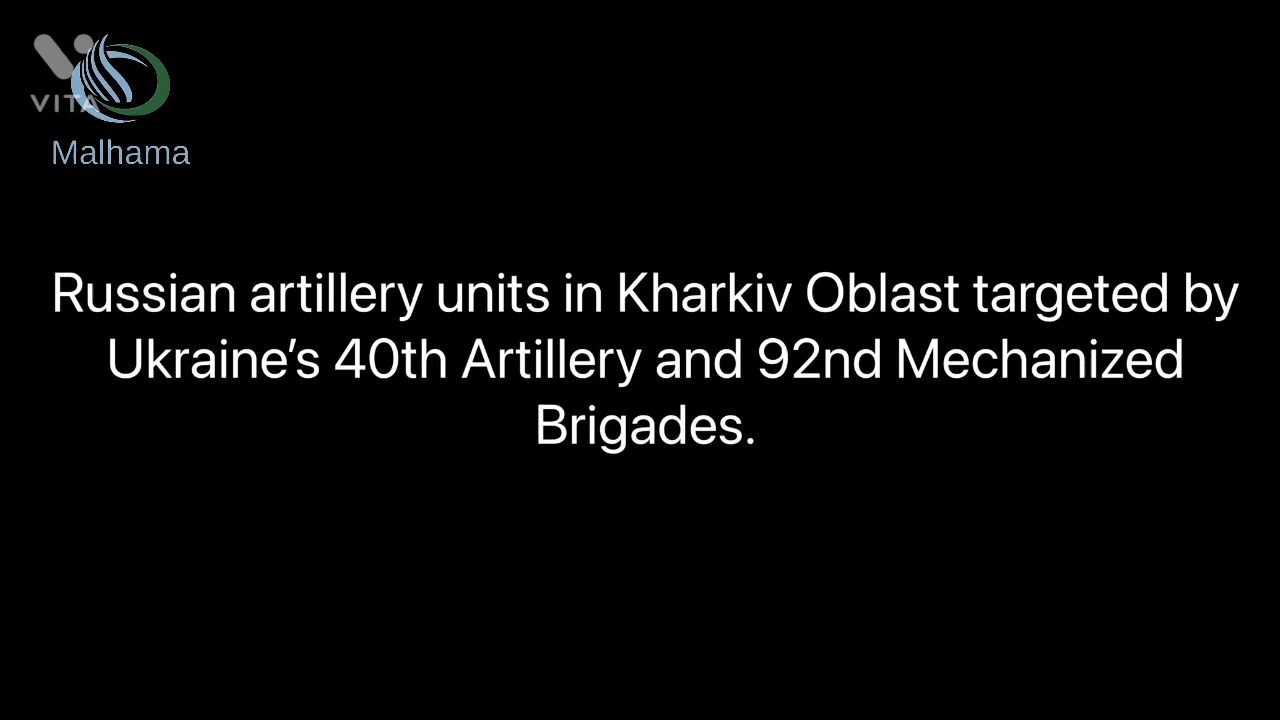 VITA
Malhama
Russian artillery units in Kharkiv Oblast targeted by
Ukraine’s 40th Artillery and 92nd Mechanized
Brigades.